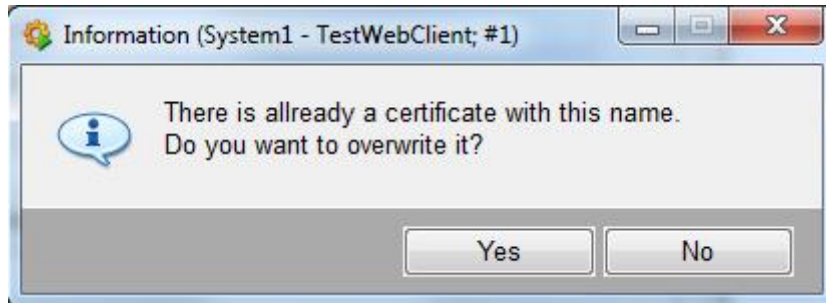 Information (System1 - TestWebClient; #1)
There is allready a certificate with this name.
Do you want to overwrite it?
Yes No